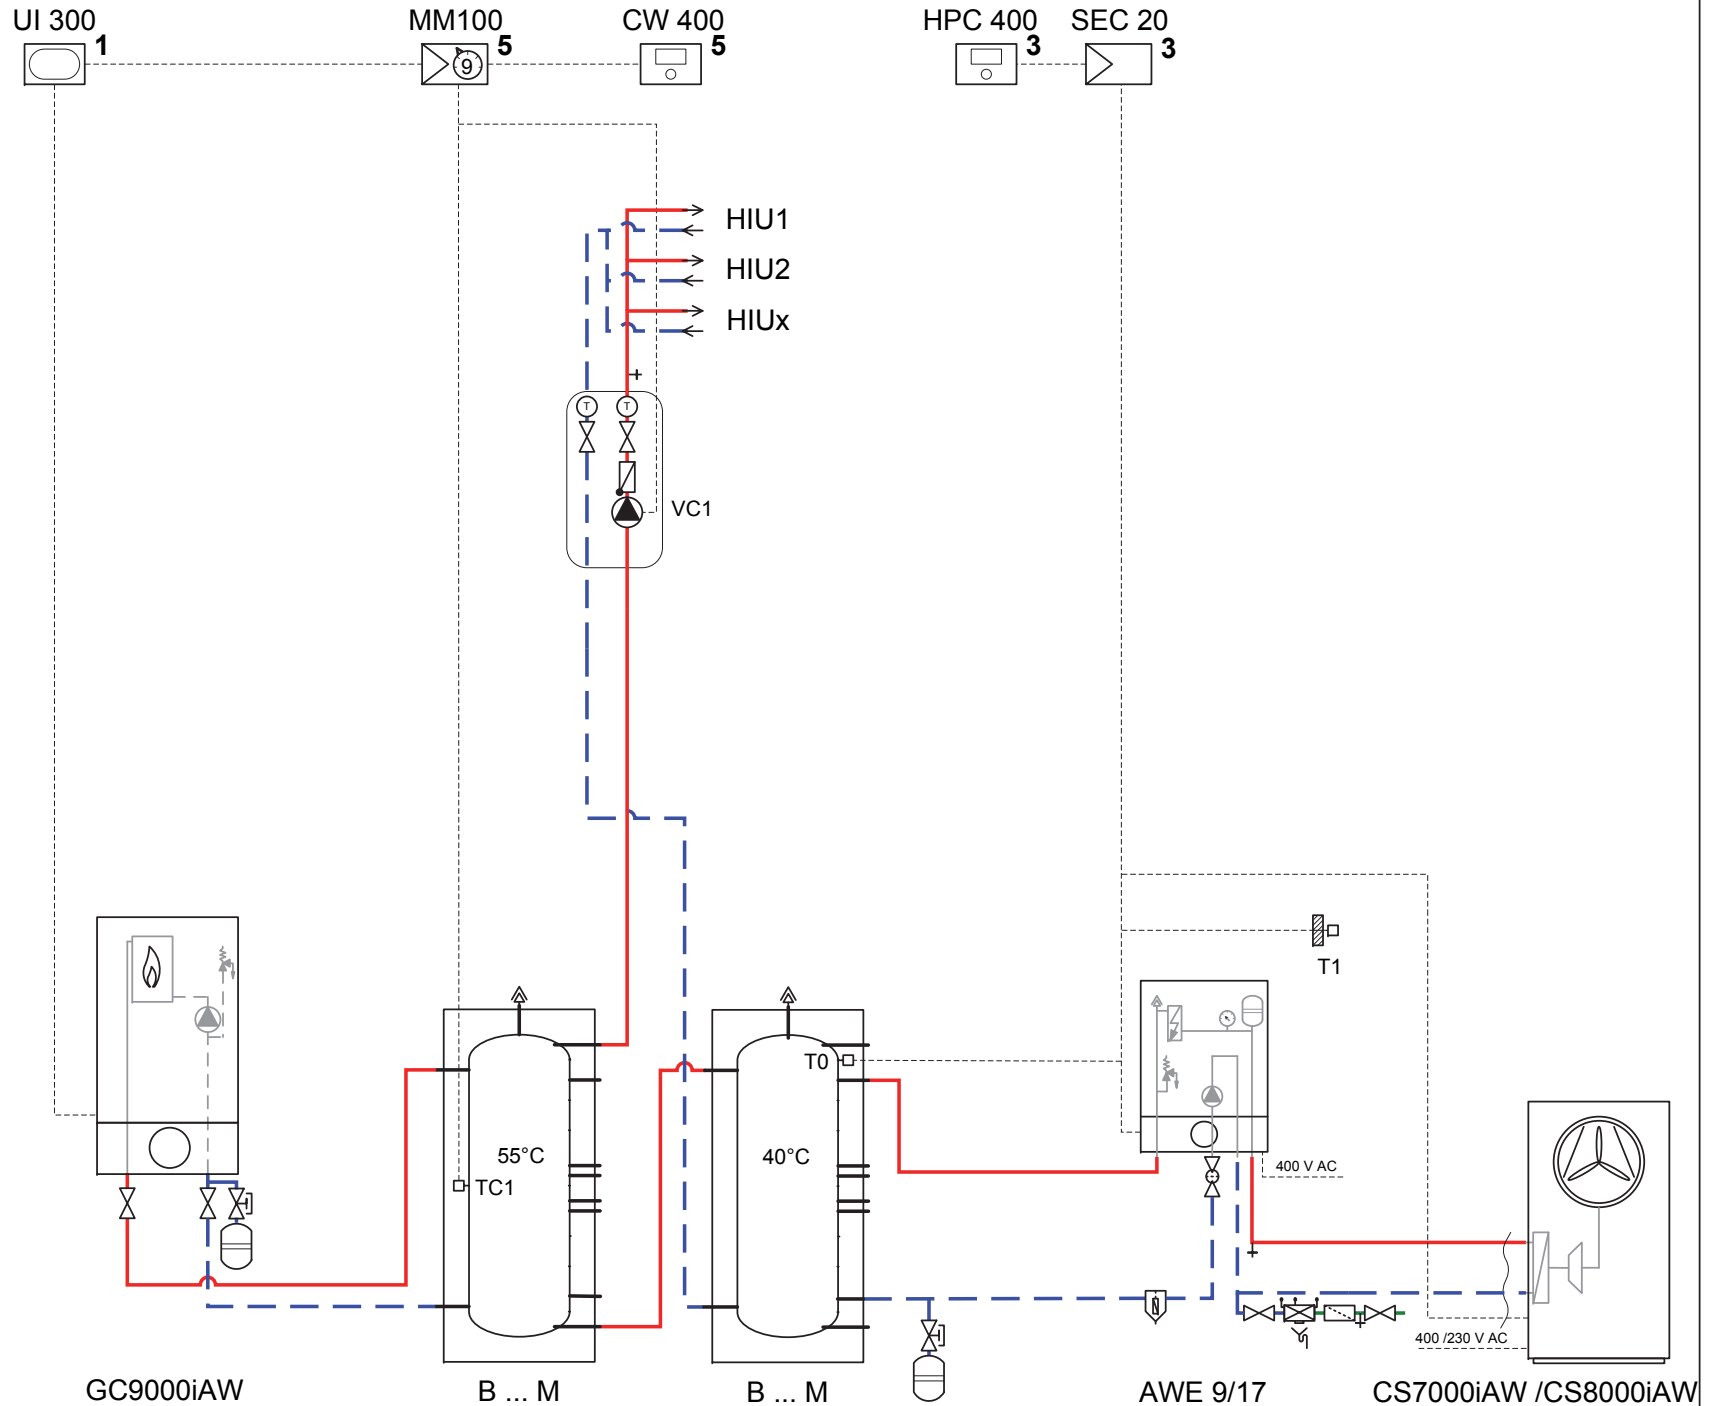 UI 300
MM100
CW 400
HPC 400
SEC 20
1
5
5
3
3
9
HIU1
HIU2
HIUx
T
T
VC1
T1
T0
55°C
40°C
TC1
400 V AC
400 /230 V AC
GC9000iAW
B ... M
B ... M
AWE 9/17
CS7000iAW /CS8000iAW